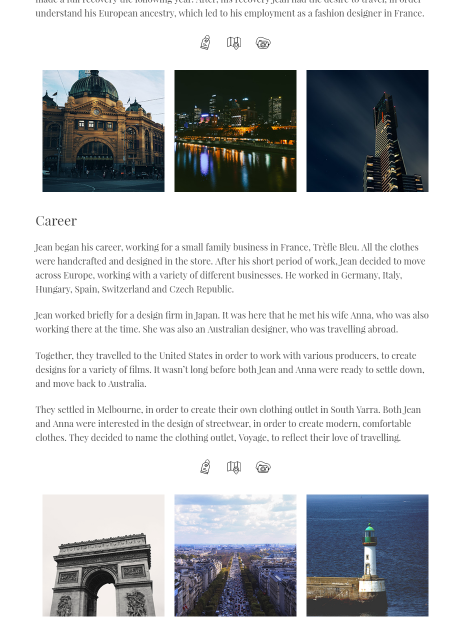 made a full recovery the following year. After, his recovery Jean had the desire to travel, in order
understand his European ancestry, which led to his employment as a fashion designer in France.
Career
Jean began his career, working for a small family business in France, Trèfle Bleu. All the clothes
were handcrafted and designed in the store. After his short period of work, Jean decided to move
across Europe, working with a variety of different businesses. He worked in Germany, Italy,
Hungary, Spain, Switzerland and Czech Republic.
Jean worked briefly for a design firm in Japan. It was here that he met his wife Anna, who was also
working there at the time. She was also an Australian designer, who was travelling abroad.
Together, they travelled to the United States in order to work with various producers, to create
designs for a variety of films. It wasn't long before both Jean and Anna were ready to settle down,
and move back to Australia.
They settled in Melbourne, in order to create their own clothing outlet in South Yarra. Both Jean
and Anna were interested in the design of streetwear, in order to create modern, comfortable
clothes. They decided to name the clothing outlet, Voyage, to reflect their love of travelling.